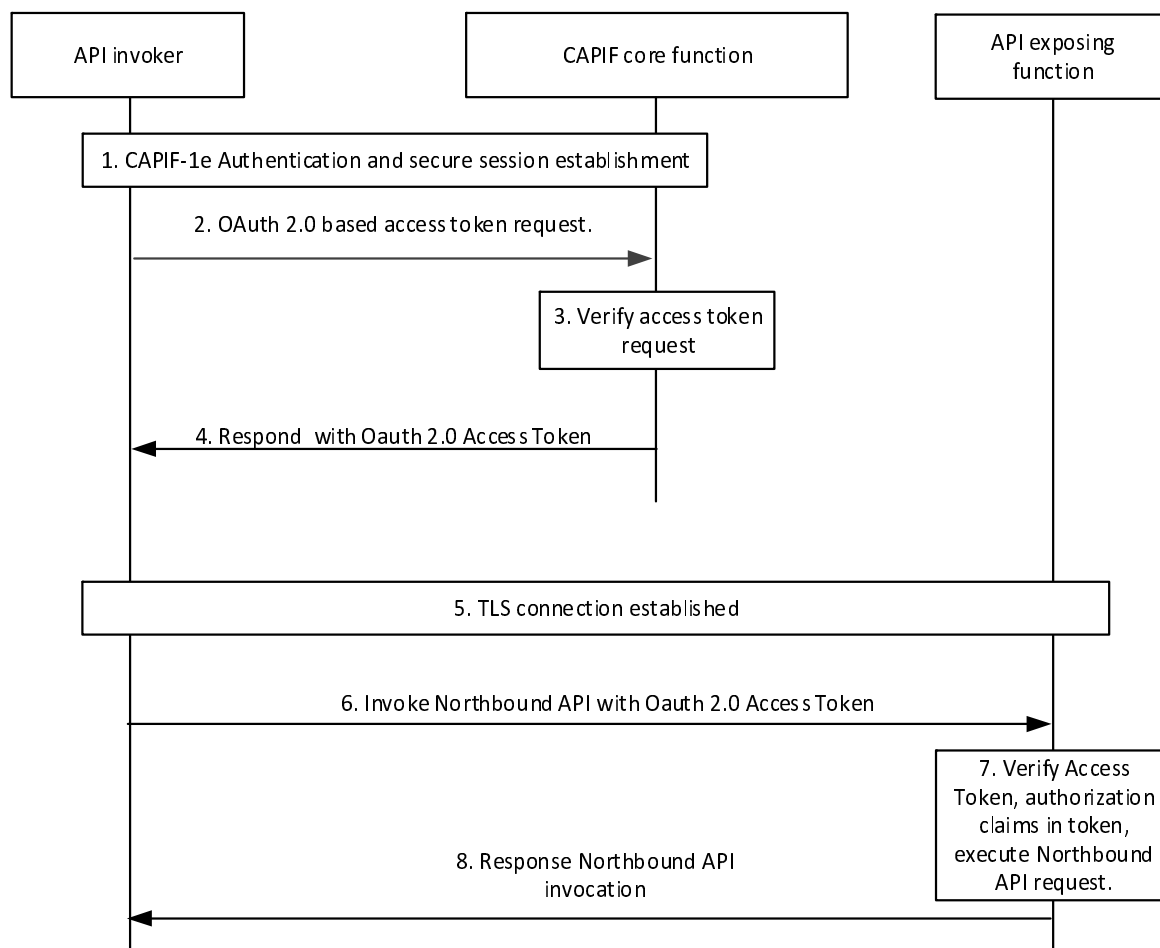 API invoker
CAPIF core function
API exposing
function
1. CAPIF-1e Authentication and secure session establishment
2. OAuth 2.0 based access token request.
3. Verify access token
request
4. Respond with Oauth 2.0 Access Token
5. TLS connection established
6. Invoke Northbound API with Oauth 2.0 Access Token
7. Verify Access
Token, authorization
claims in token,
execute Northbound
API request.
8. Response Northbound API
invocation